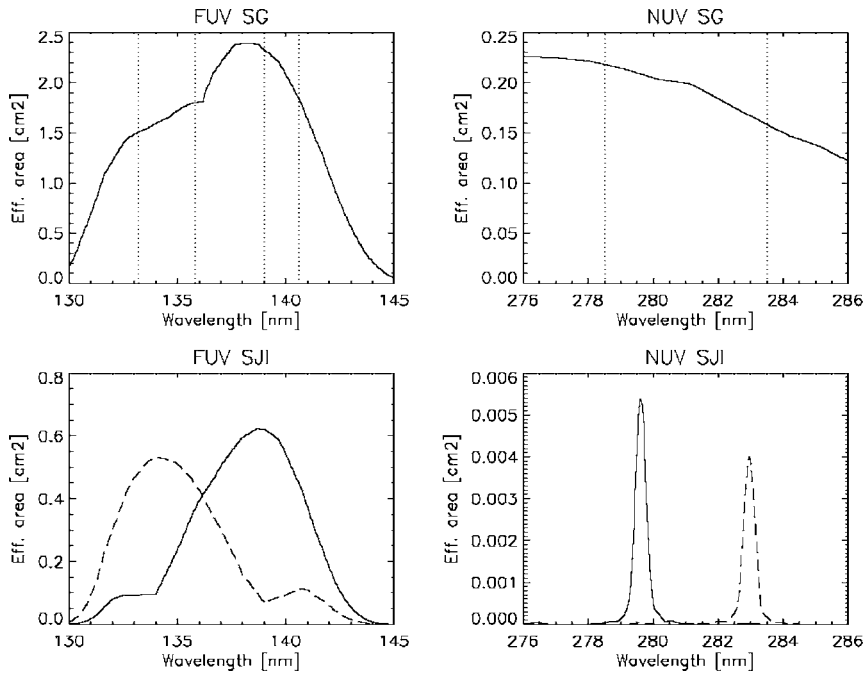 FUV SG
2.5
2.0
1.5
1.0
0.5
0.0
Eff. area [cm2]
130 135 140 145
Wavelength [nm]
NUV SG
0.25
0.20
0.15
0.10
0.05
0.00
Eff. area [cm2]
276 278 280 282 284 286
Wavelength [nm]
FUV SJI
0.8
0.6
0.4
0.2
0.0
Eff. area [cm2]
130 135 140 145
Wavelength [nm]
NUV SJI
0.006
0.005
0.004
0.003
0.002
0.001
0.000
Eff. area [cm2]
276 278 280 282 284 286
Wavelength [nm]